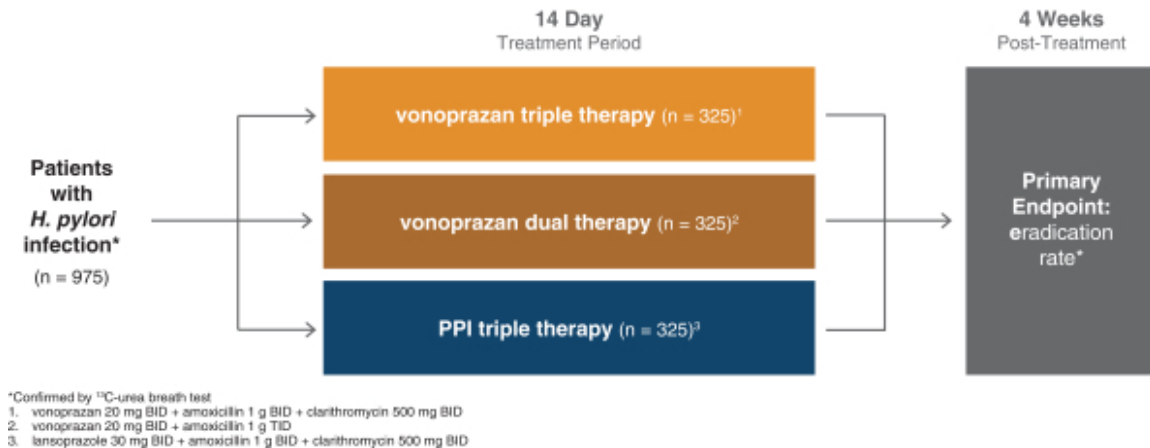 14 Day
Treatment Period
4 Weeks
Post-Treatment
Patients
with
H. pylori
infection*
(n = 975)
vonoprazan triple therapy (n = 325)¹
vonoprazan dual therapy (n = 325)²
PPI triple therapy (n = 325)³
Primary
Endpoint:
eradication
rate*
*Confirmed by ¹³C-urea breath test
1. vonoprazan 20 mg BID + amoxicillin 1 g BID + clarithromycin 500 mg BID
2. vonoprazan 20 mg BID + amoxicillin 1 g TID
3. lansoprazole 30 mg BID + amoxicillin 1 g BID + clarithromycin 500 mg BID